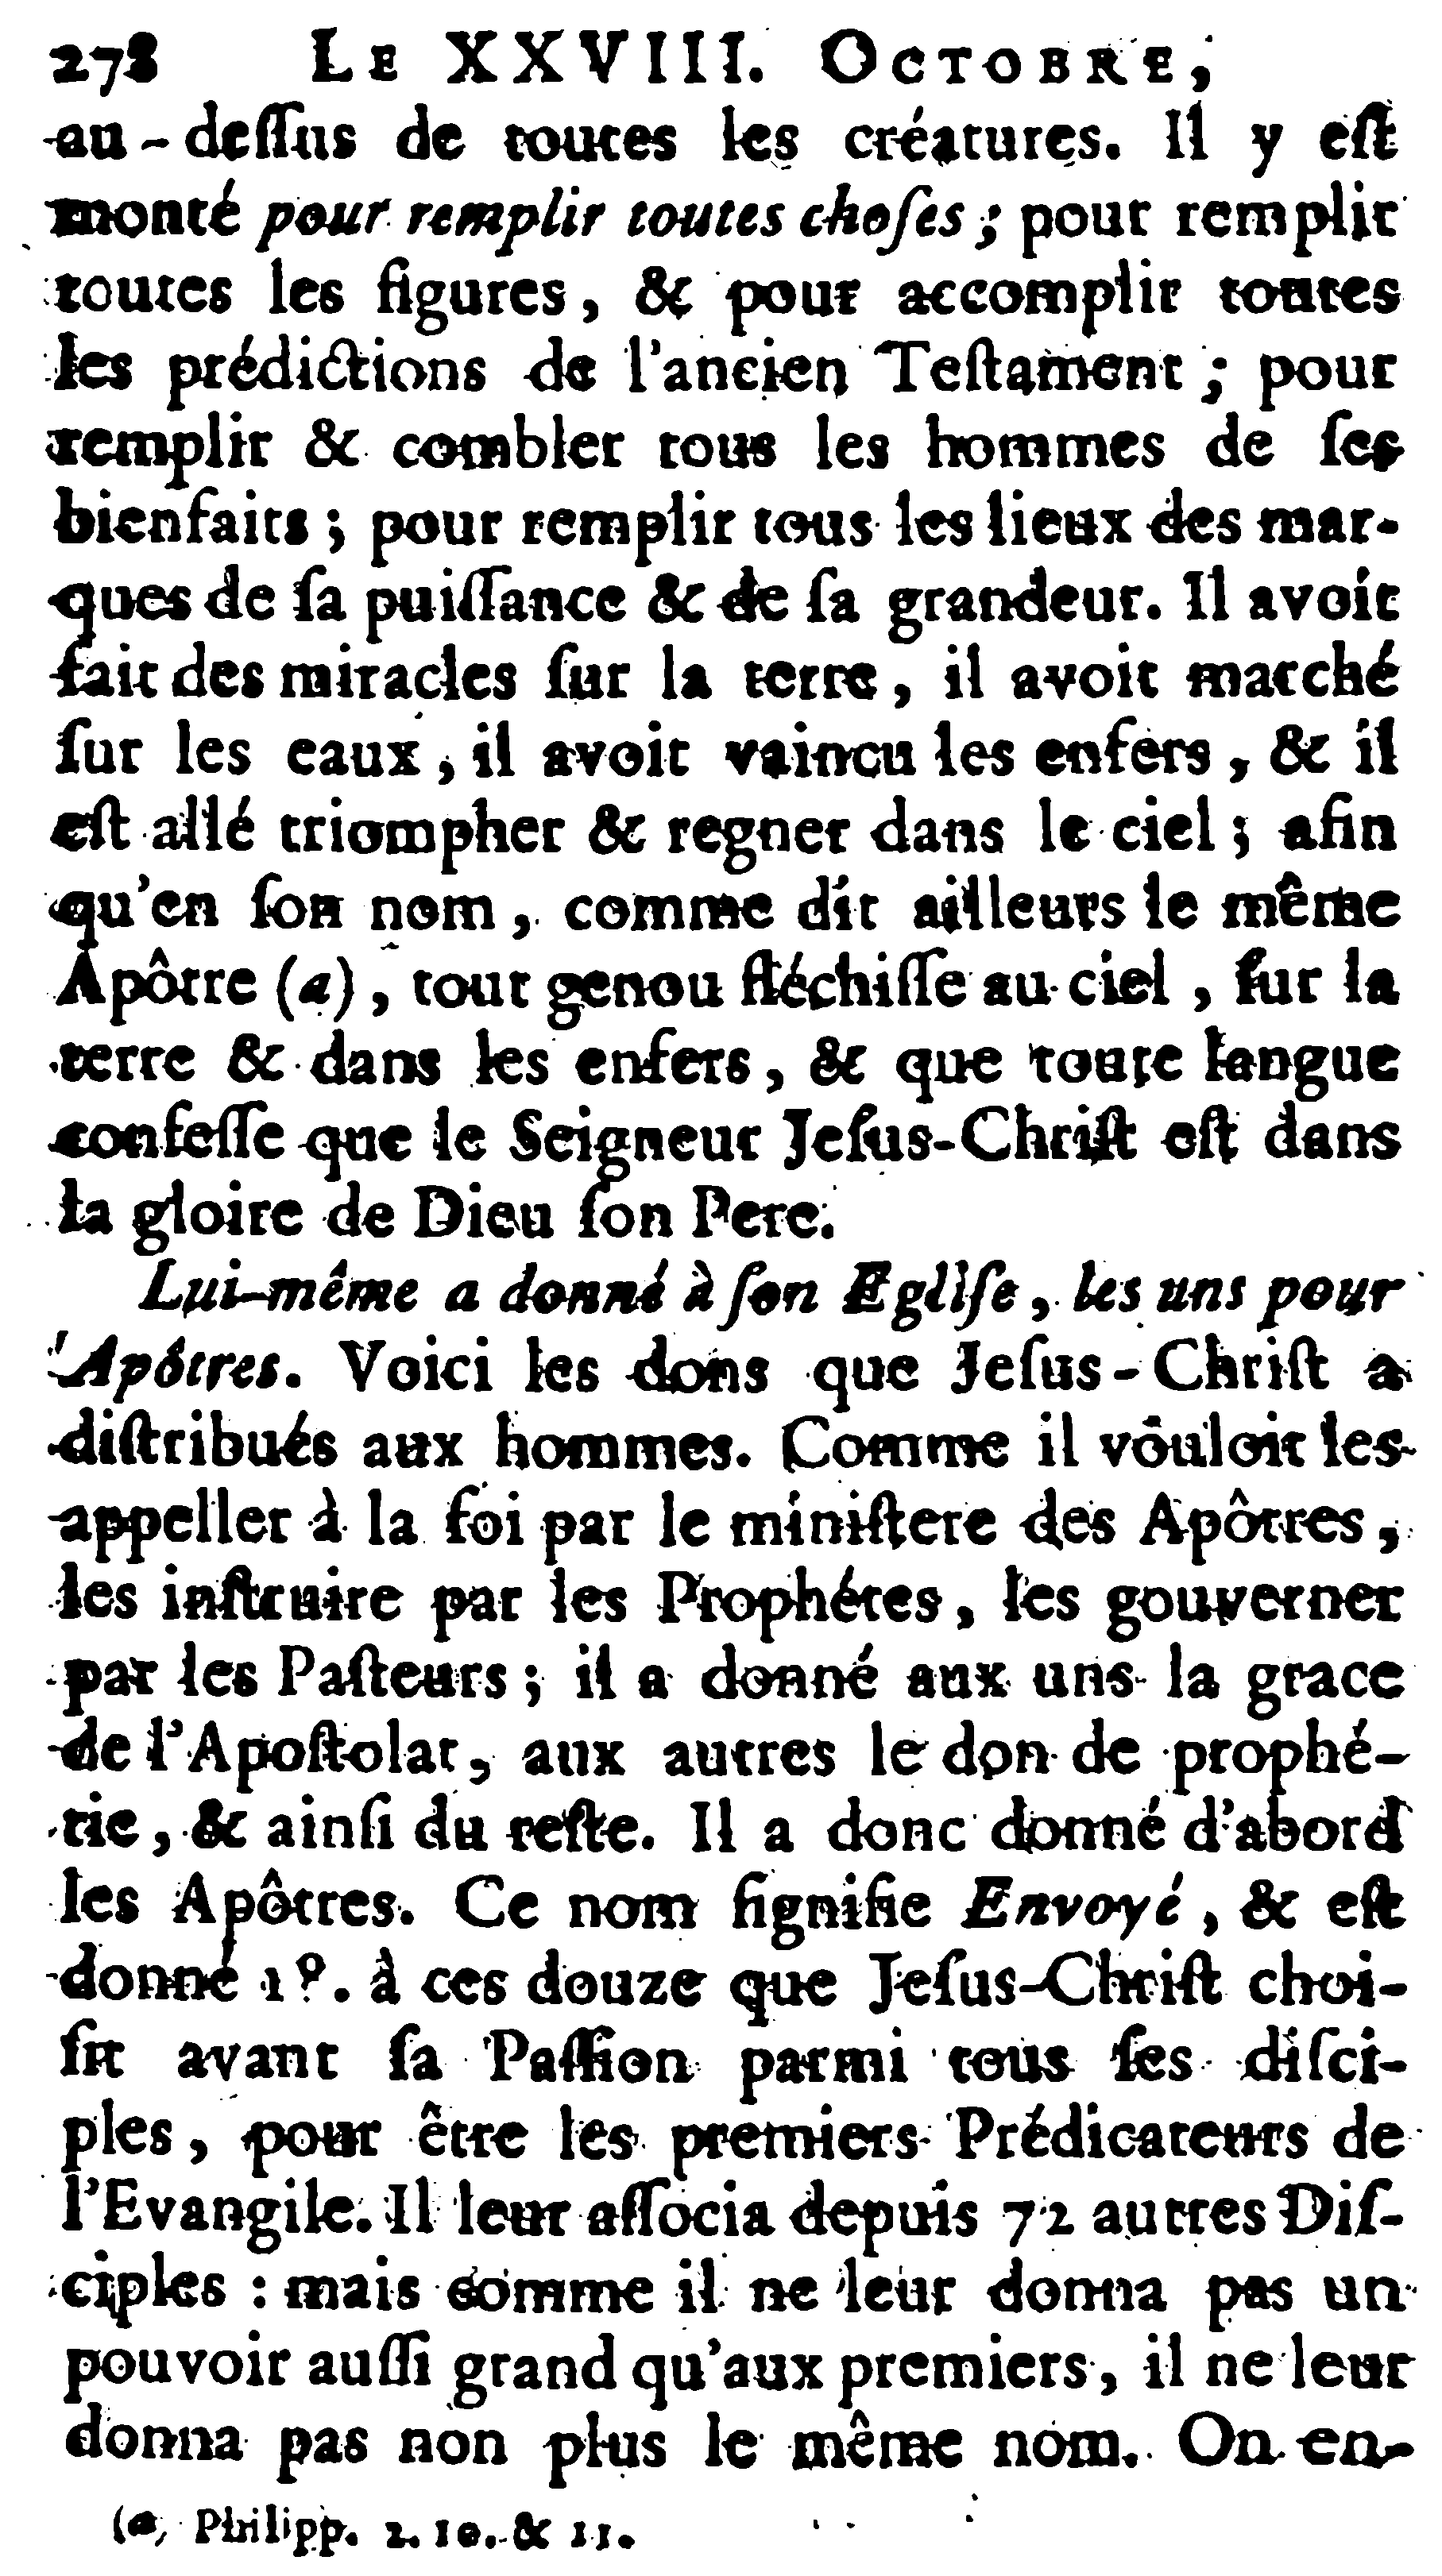 278 LE XXVIII. OCTOBRE,
au-deſſus de toutes les créatures. Il y eſt
monté pour remplir toutes choſes ; pour remplir
toutes les figures, & pour accomplir toutes
les prédictions de l'ancien Teſtament ; pour
remplir & combler tous les hommes de ſes
bienfaits ; pour remplir tous les lieux des mar-
ques de ſa puiſſance & de ſa grandeur. Il avoit
fait des miracles ſur la terre, il avoit marché
ſur les eaux, il avoit vaincu les enfers, & il
eſt allé triompher & regner dans le ciel ; afin
qu'en ſon nom, comme dit ailleurs le même
Apôtre (a), tout genou fléchiſſe au ciel, ſur la
terre & dans les enfers, & que toute langue
confeſſe que le Seigneur Jeſus-Chriſt eſt dans
la gloire de Dieu ſon Pere.
Lui-même a donné à ſon Egliſe, les uns pour
Apôtres. Voici les dons que Jeſus-Chriſt a
diſtribués aux hommes. Comme il vouloit les
appeller à la foi par le miniſtere des Apôtres,
les inſtruire par les Prophétes, les gouverner
par les Paſteurs ; il a donné aux uns la grace
de l'Apoſtolat, aux autres le don de prophé-
tie, & ainſi du reſte. Il a donc donné d'abord
les Apôtres. Ce nom ſignifie Envoyé, & eſt
donné 1º. à ces douze que Jeſus-Chriſt choi-
ſit avant ſa Paſſion parmi tous ſes diſci-
ples, pour être les premiers Prédicateurs de
l'Evangile. Il leur aſſocia depuis 72 autres Diſ-
ciples : mais comme il ne leur donna pas un
pouvoir auſſi grand qu'aux premiers, il ne leur
donna pas non plus le même nom. On en-
(a) Philipp. 2. 10. & 11.